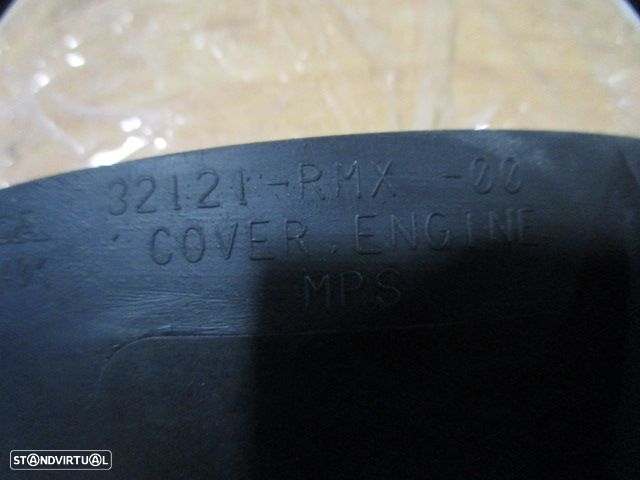 32121-RMX -00
COVER, ENGINE
MPS
STANDVIRTUAL